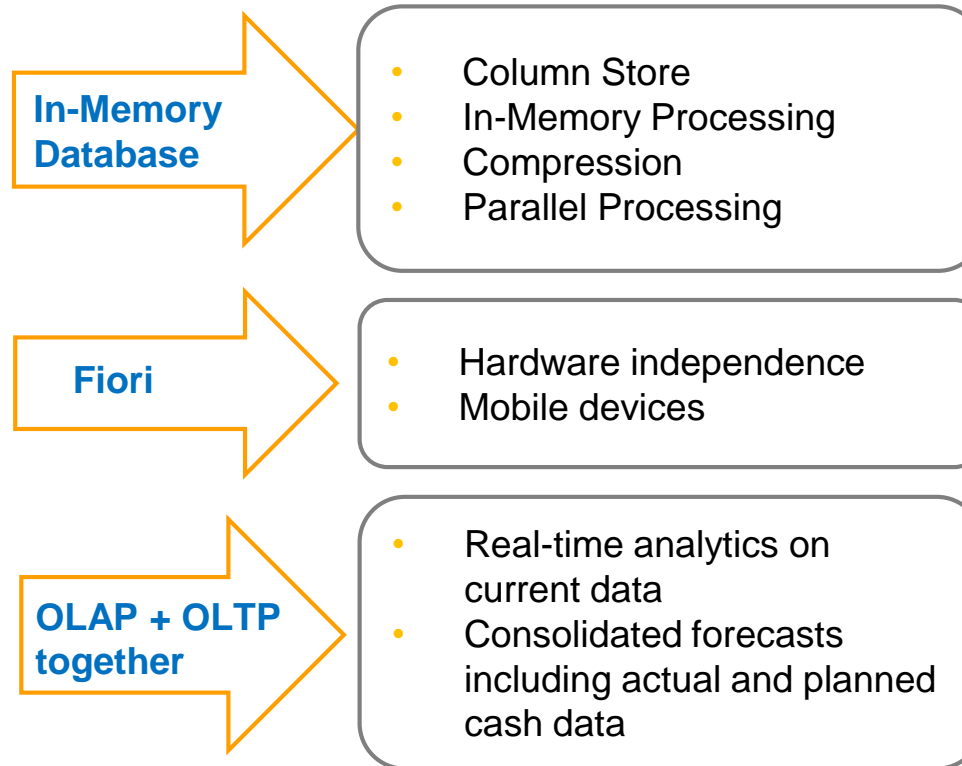 In-Memory
Database
• Column Store
• In-Memory Processing
• Compression
• Parallel Processing
Fiori
• Hardware independence
• Mobile devices
OLAP + OLTP
together
• Real-time analytics on
current data
• Consolidated forecasts
including actual and planned
cash data